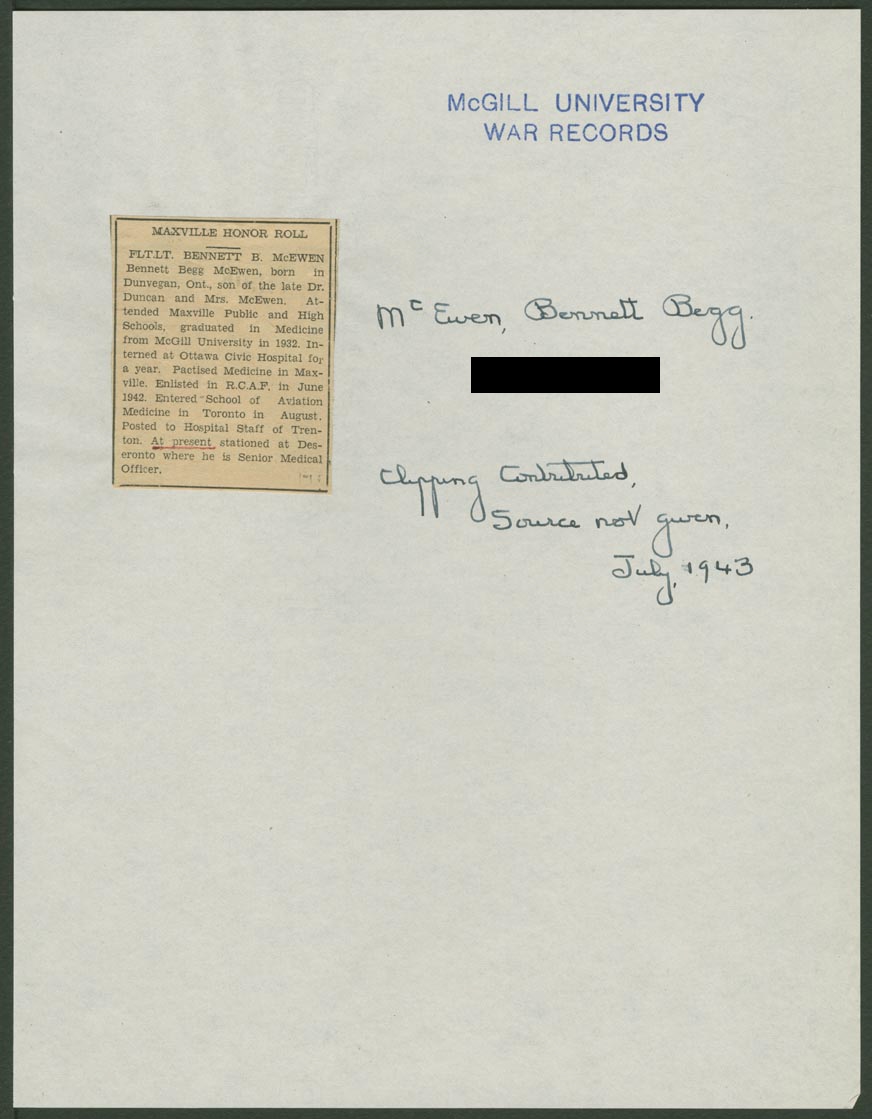 McGILL UNIVERSITY
WAR RECORDS
MAXVILLE HONOR ROLL
FLT.LT. BENNETT B. McEWEN
Bennett Begg McEwen, born in
Dunvegan, Ont., son of the late Dr.
Duncan and Mrs. McEwen. At-
tended Maxville Public and High
Schools, graduated in Medicine
from McGill University in 1932. In-
terned at Ottawa Civic Hospital for
a year. Pactised Medicine in Max-
ville. Enlisted in R.C.A.F. in June
1942. Entered School of Aviation
Medicine in Toronto in August.
Posted to Hospital Staff of Tren-
ton. At present stationed at Des-
eronto where he is Senior Medical
Officer.
McEwen, Bennett Begg.
Clipping Contributed,
Source not given,
July, 1943